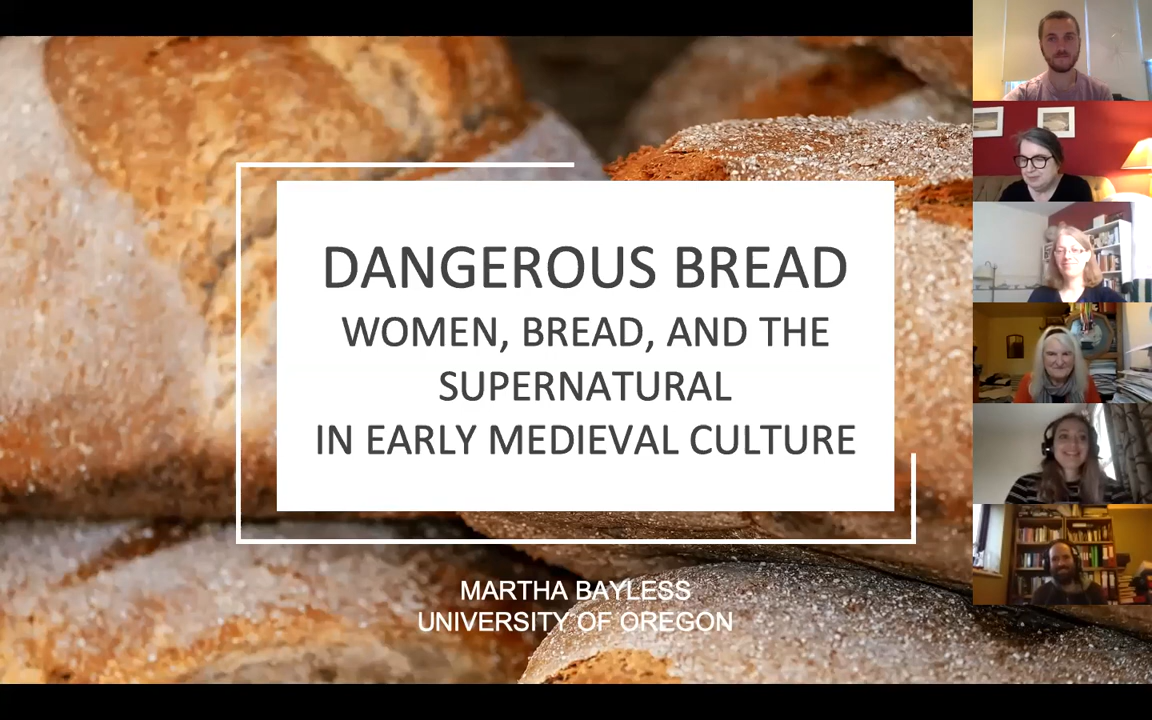 DANGEROUS BREAD
WOMEN, BREAD, AND THE
SUPERNATURAL
IN EARLY MEDIEVAL CULTURE
MARTHA BAYLESS
UNIVERSITY OF OREGON